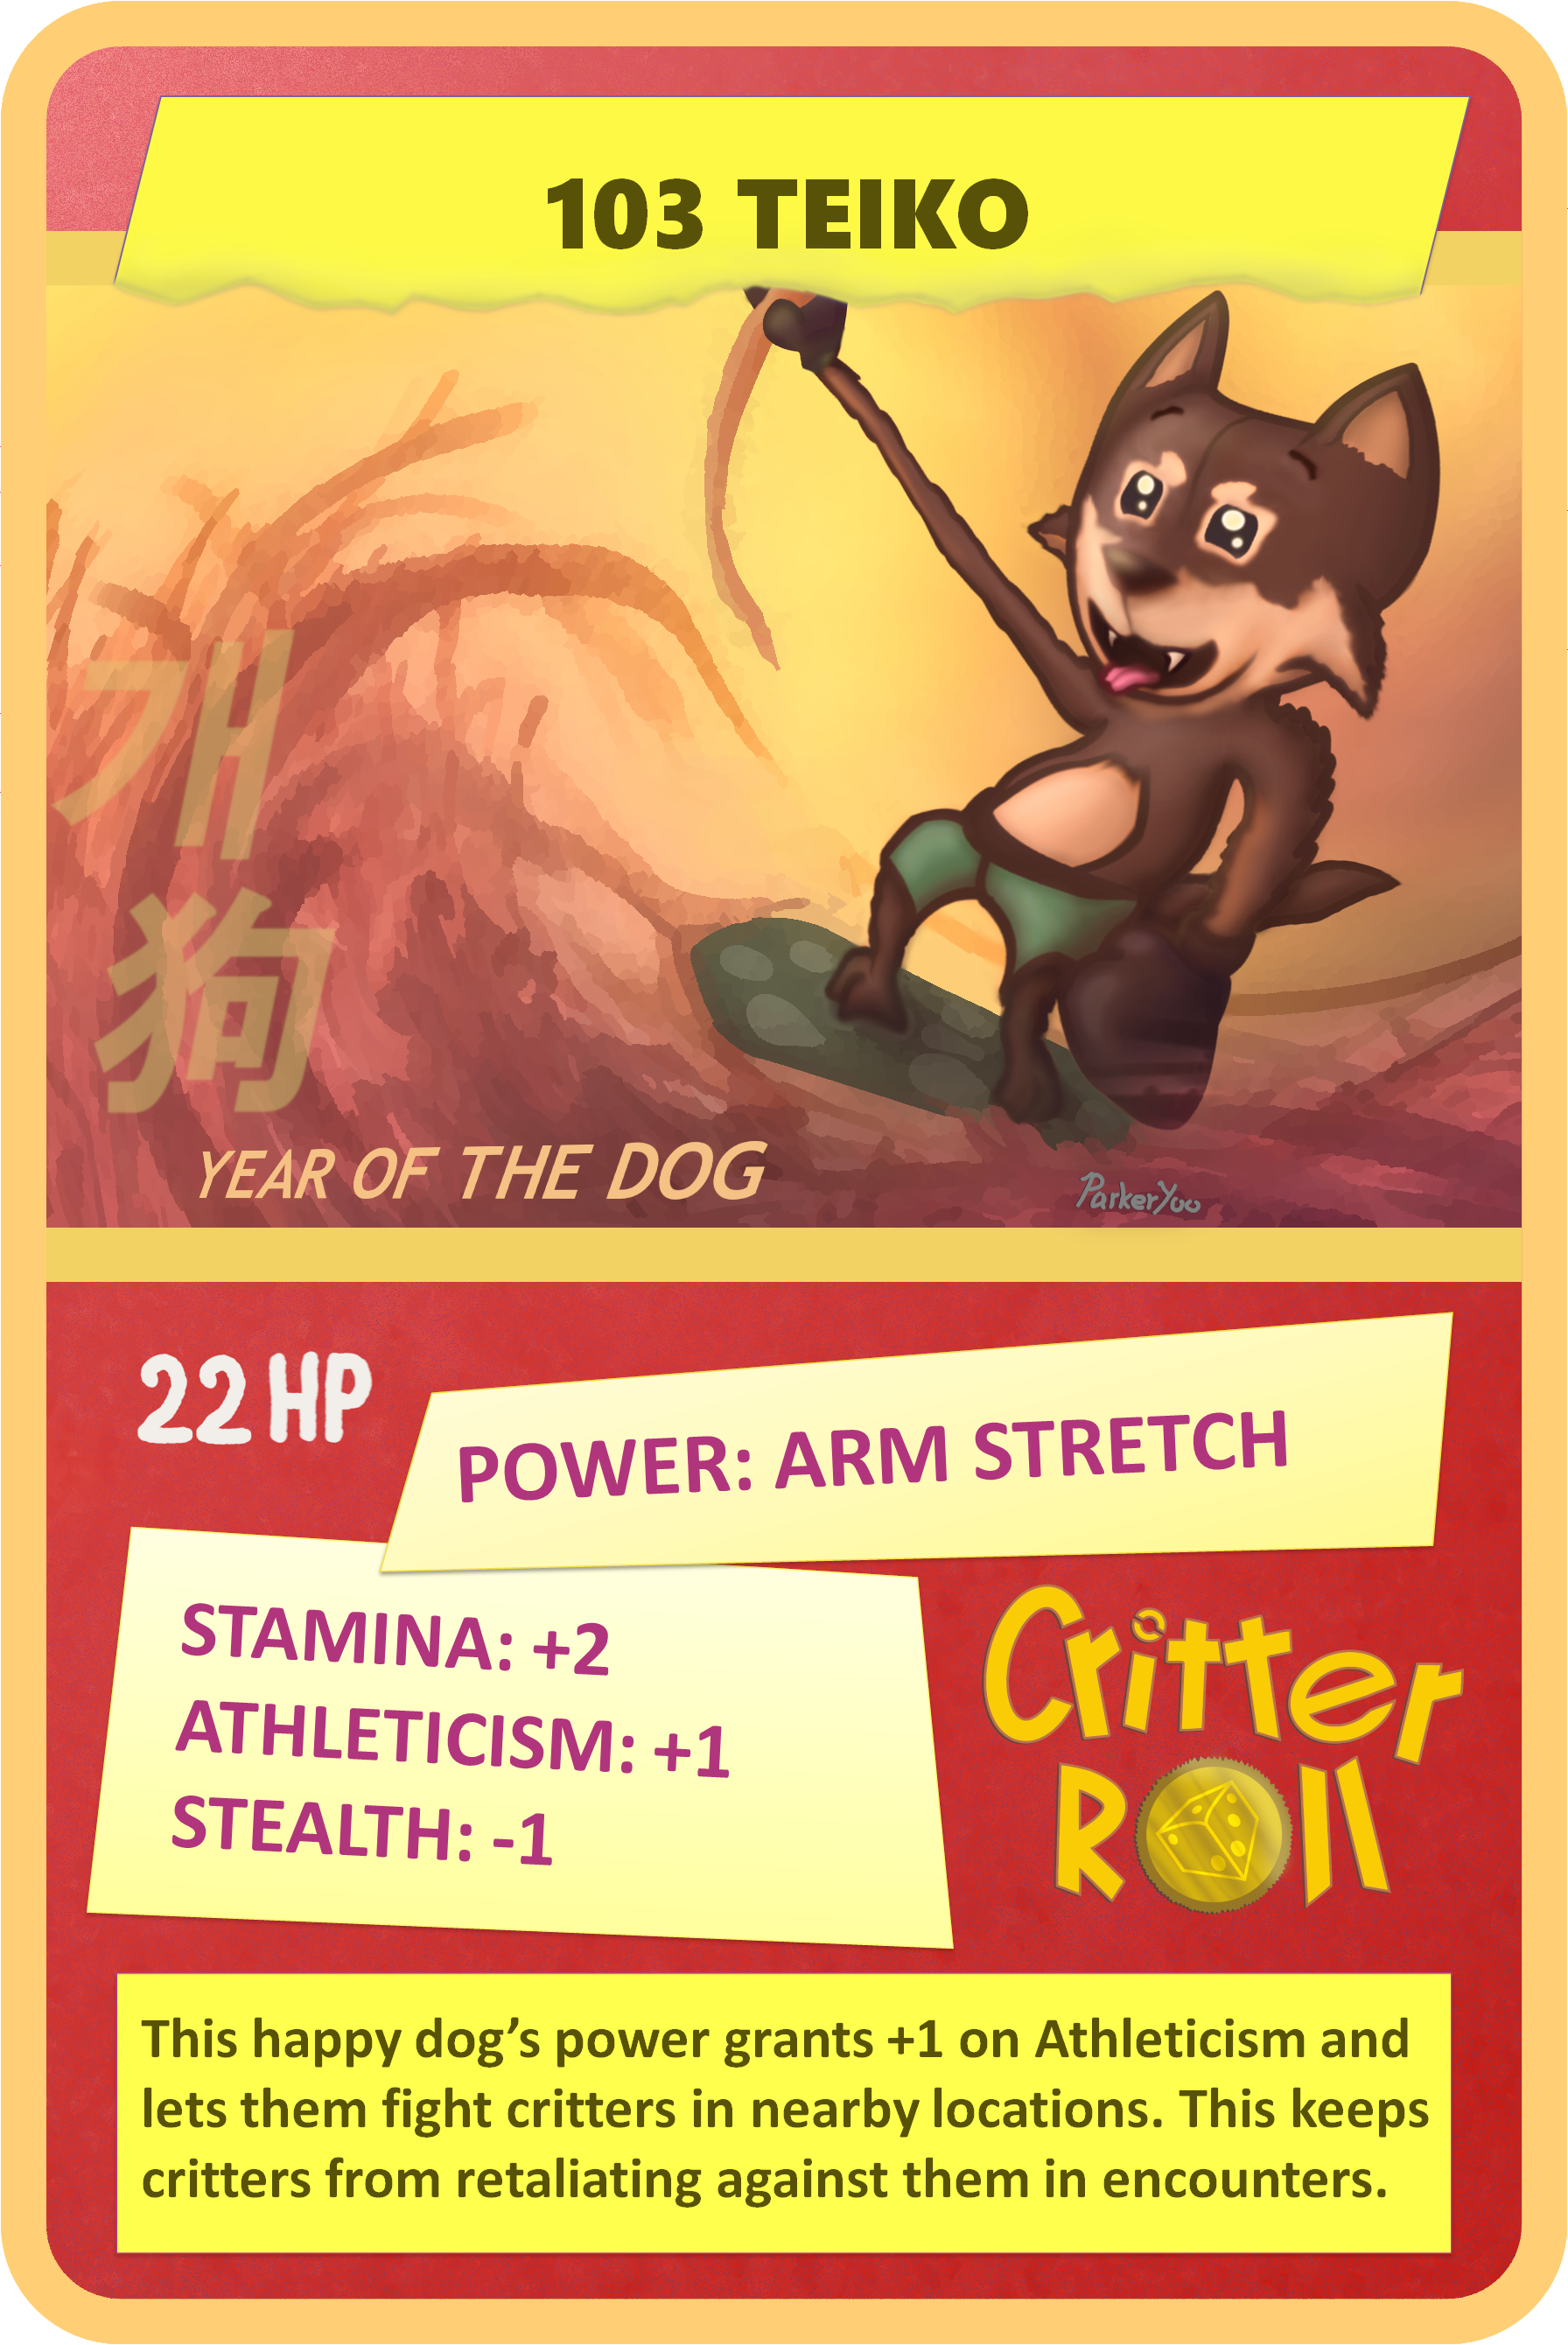 103 TEIKO
개
狗
YEAR OF THE DOG
ParkerYoo
22 HP
POWER: ARM STRETCH
STAMINA: +2
ATHLETICISM: +1
STEALTH: -1
Critter
Roll
This happy dog’s power grants +1 on Athleticism and
lets them fight critters in nearby locations. This keeps
critters from retaliating against them in encounters.